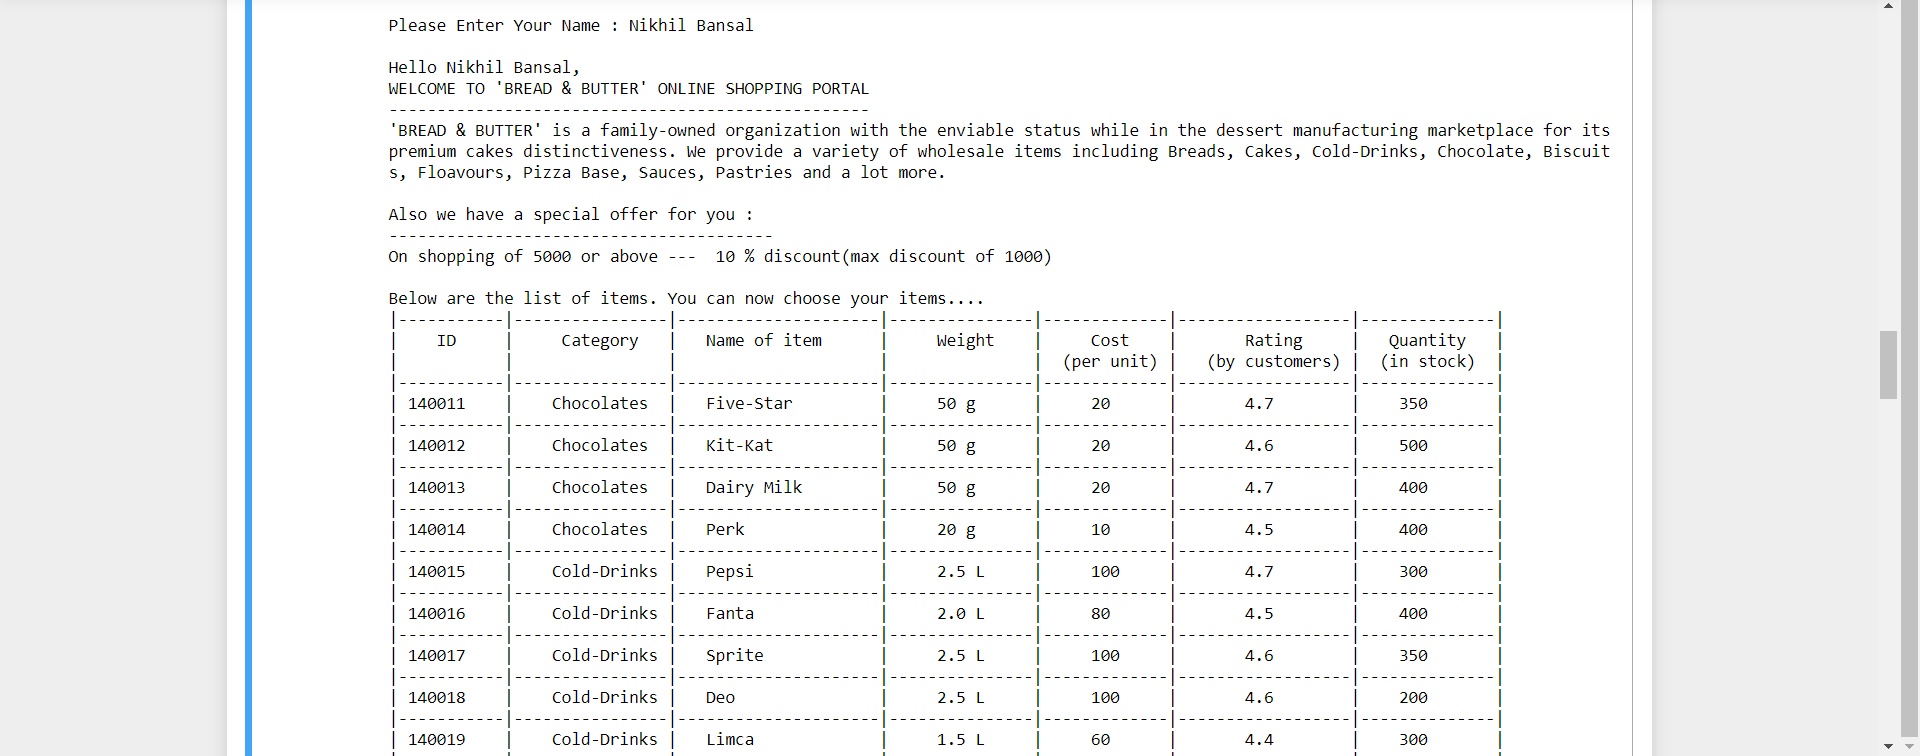 Please Enter Your Name : Nikhil Bansal
Hello Nikhil Bansal,
WELCOME TO 'BREAD & BUTTER' ONLINE SHOPPING PORTAL
--------------------------------------------------
'BREAD & BUTTER' is a family-owned organization with the enviable status while in the dessert manufacturing marketplace for its
premium cakes distinctiveness. We provide a variety of wholesale items including Breads, Cakes, Cold-Drinks, Chocolate, Biscuit
s, Floavours, Pizza Base, Sauces, Pastries and a lot more.
Also we have a special offer for you :
----------------------------------------
On shopping of 5000 or above ---  10 % discount(max discount of 1000)
Below are the list of items. You can now choose your items....
| ID | Category | Name of item | Weight | Cost | Rating | Quantity |
| | | | | (per unit) | (by customers) | (in stock) |
| 140011 | Chocolates | Five-Star | 50 g | 20 | 4.7 | 350 |
| 140012 | Chocolates | Kit-Kat | 50 g | 20 | 4.6 | 500 |
| 140013 | Chocolates | Dairy Milk | 50 g | 20 | 4.7 | 400 |
| 140014 | Chocolates | Perk | 20 g | 10 | 4.5 | 400 |
| 140015 | Cold-Drinks | Pepsi | 2.5 L | 100 | 4.7 | 300 |
| 140016 | Cold-Drinks | Fanta | 2.0 L | 80 | 4.5 | 400 |
| 140017 | Cold-Drinks | Sprite | 2.5 L | 100 | 4.6 | 350 |
| 140018 | Cold-Drinks | Deo | 2.5 L | 100 | 4.6 | 200 |
| 140019 | Cold-Drinks | Limca | 1.5 L | 60 | 4.4 | 300 |